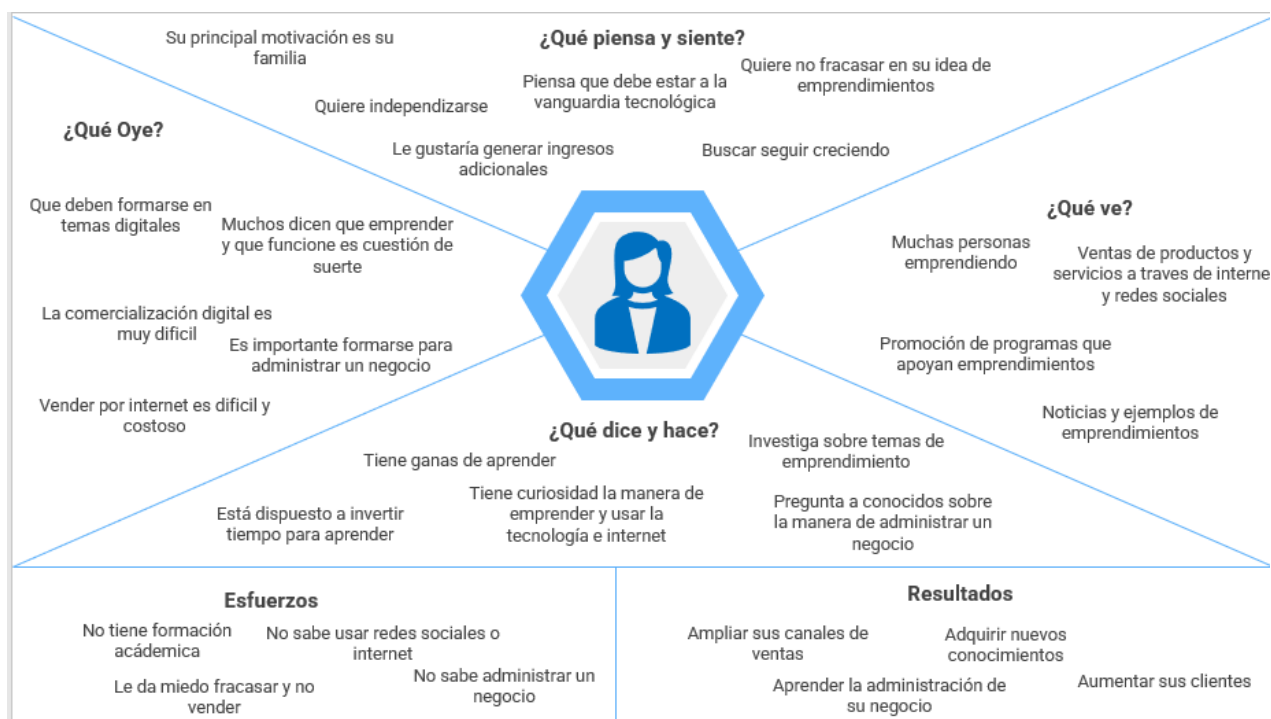 ¿Qué piensa y siente?
Su principal motivación es su
familia
Quiere independizarse
Piensa que debe estar a la
vanguardia tecnológica
Quiere no fracasar en su idea de
emprendimientos
Le gustaría generar ingresos
adicionales
Buscar seguir creciendo
¿Qué Oye?
Que deben formarse en
temas digitales
Muchos dicen que emprender
y que funcione es cuestión de
suerte
La comercialización digital es
muy dificil
Es importante formarse para
administrar un negocio
Vender por internet es dificil y
costoso
¿Qué ve?
Muchas personas
emprendiendo
Ventas de productos y
servicios a traves de interne
y redes sociales
Promoción de programas que
apoyan emprendimientos
Noticias y ejemplos de
emprendimientos
¿Qué dice y hace?
Tiene ganas de aprender
Investiga sobre temas de
emprendimiento
Está dispuesto a invertir
tiempo para aprender
Tiene curiosidad la manera de
emprender y usar la
tecnología e internet
Pregunta a conocidos sobre
la manera de administrar un
negocio
Esfuerzos
No tiene formación
acádemica
No sabe usar redes sociales o
internet
Le da miedo fracasar y no
vender
No sabe administrar un
negocio
Resultados
Ampliar sus canales de
ventas
Adquirir nuevos
conocimientos
Aprender la administración de
su negocio
Aumentar sus clientes